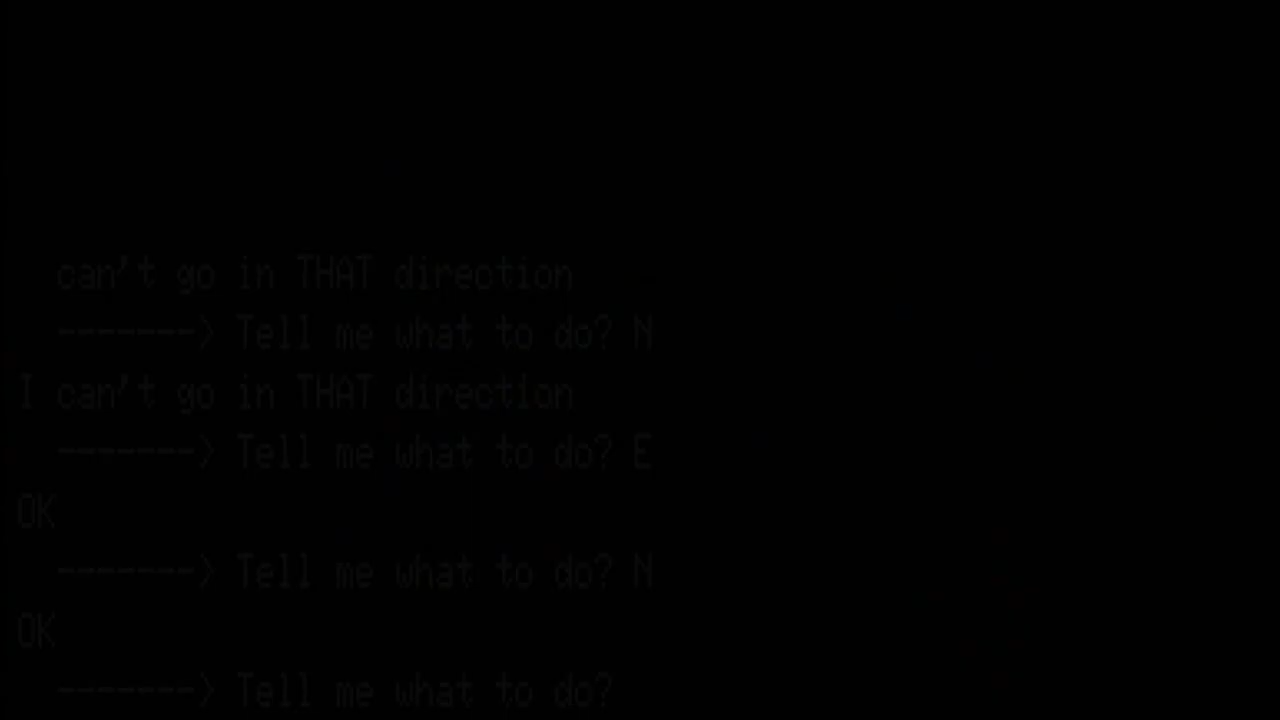 can't go in THAT direction
-------> Tell me what to do? N
I can't go in THAT direction
-------> Tell me what to do? E
OK
-------> Tell me what to do? N
OK
-------> Tell me what to do?